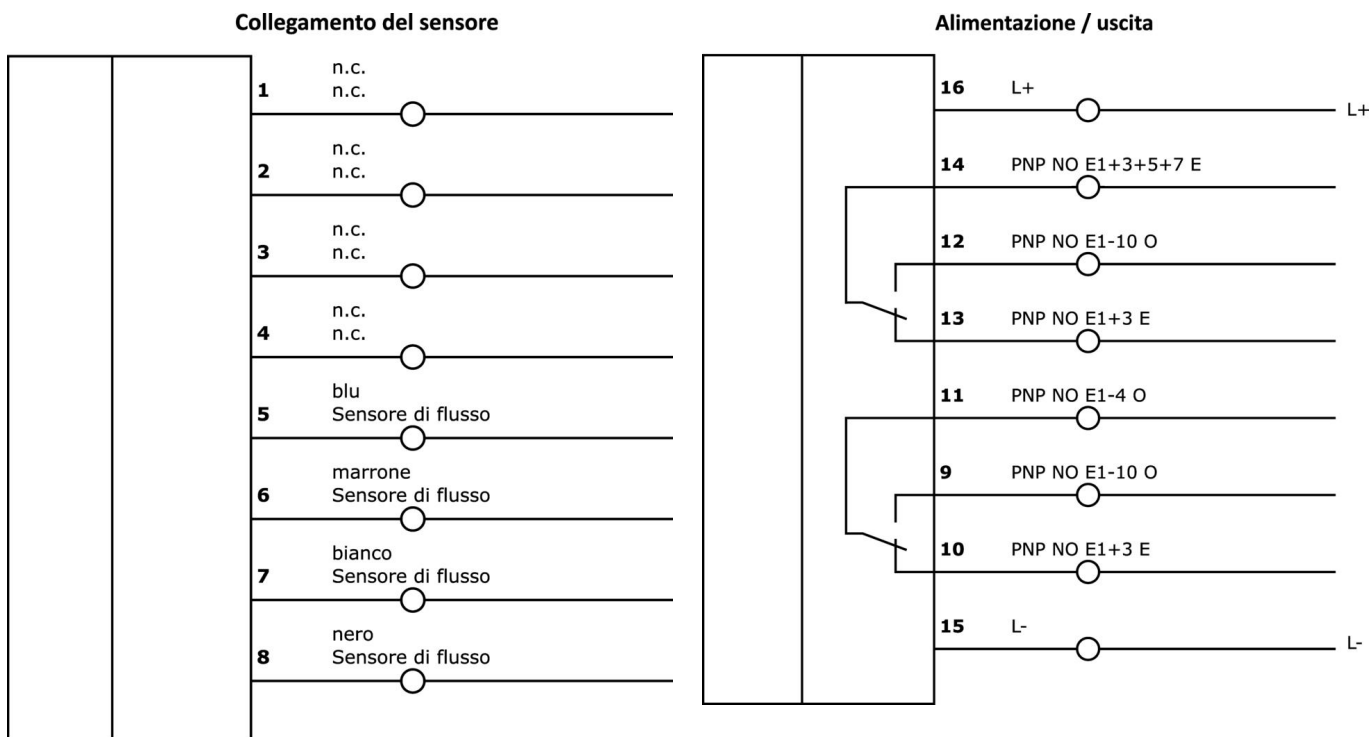 Collegamento del sensore
n.c.
1 n.c.
n.c.
2 n.c.
n.c.
3 n.c.
n.c.
4 n.c.
blu
5 Sensore di flusso
marrone
6 Sensore di flusso
bianco
7 Sensore di flusso
nero
8 Sensore di flusso
Alimentazione / uscita
16 L+
L+
14 PNP NO E1+3+5+7 E
12 PNP NO E1-10 O
13 PNP NO E1+3 E
11 PNP NO E1-4 O
9 PNP NO E1-10 O
10 PNP NO E1+3 E
15 L-
L-